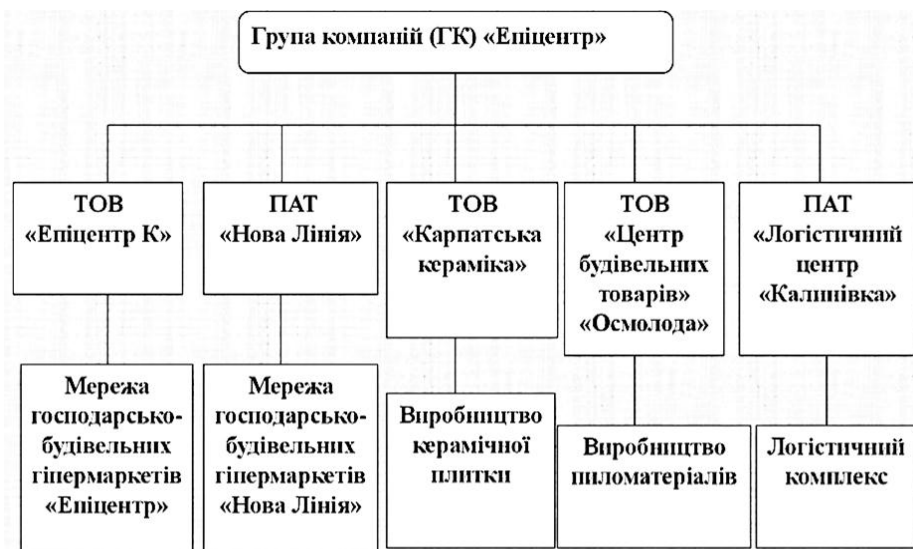 Група компаній (ГК) «Епіцентр»
ТОВ
«Епіцентр К»
ПАТ
«Нова Лінія»
ТОВ
«Карпатська
кераміка»
ТОВ
«Центр
будівельних
товарів»
«Осмолода»
ПАТ
«Логістичний
центр
«Калинівка»
Мережа
господарсько-
будівельних
гіпермаркетів
«Епіцентр»
Мережа
господарсько-
будівельних
гіпермаркетів
«Нова Лінія»
Виробництво
керамічної
плитки
Виробництво
пиломатеріалів
Логістичний
комплекс